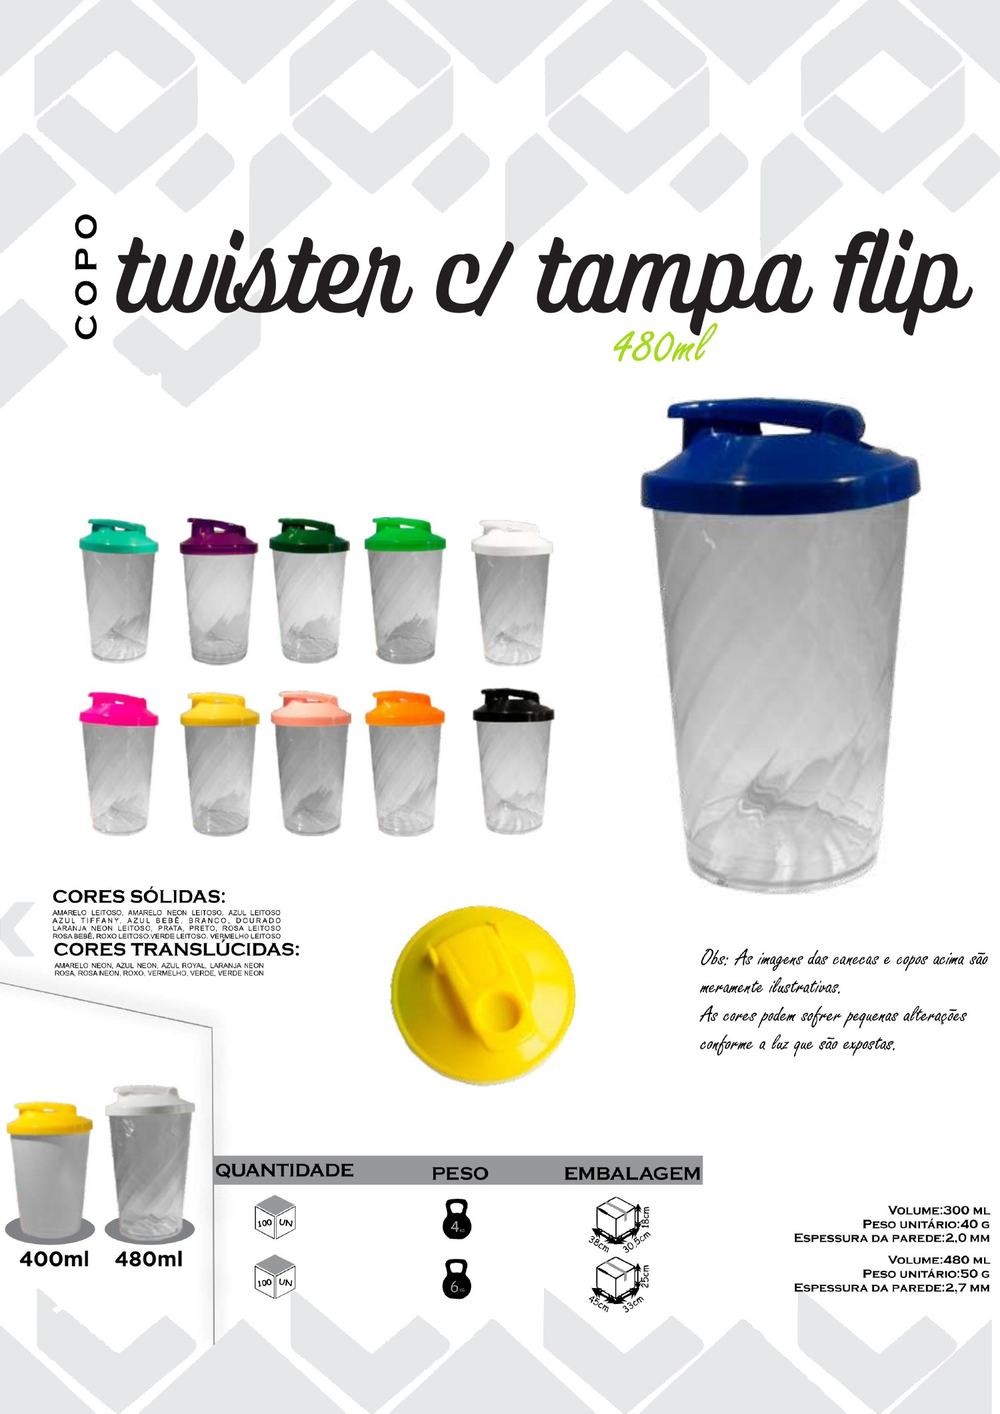 COPO
twister c/ tampa flip
480ml
CORES SÓLIDAS:
AMARELO LEITOSO, AMARELO NEON LEITOSO, AZUL LEITOSO
AZUL TIFFANY, AZUL BEBÊ, BRANCO, DOURADO
LARANJA NEON LEITOSO, PRATA, PRETO, ROSA LEITOSO
ROSA BEBÊ, ROXO LEITOSO,VERDE LEITOSO, VERMELHO LEITOSO
CORES TRANSLÚCIDAS:
AMARELO NEON, AZUL NEON, AZUL ROYAL, LARANJA NEON
ROSA, ROSA NEON, ROXO, VERMELHO, VERDE, VERDE NEON
Obs: As imagens das canecas e copos acima são
meramente ilustrativas.
As cores podem sofrer pequenas alterações
conforme a luz que são expostas.
400ml 480ml
QUANTIDADE PESO EMBALAGEM
100 UN 4KG 38cm 30,5cm 18cm
100 UN 6KG 45cm 33cm 25cm
VOLUME:300 ML
PESO UNITÁRIO:40 G
ESPESSURA DA PAREDE:2,0 MM
VOLUME:480 ML
PESO UNITÁRIO:50 G
ESPESSURA DA PAREDE:2,7 MM